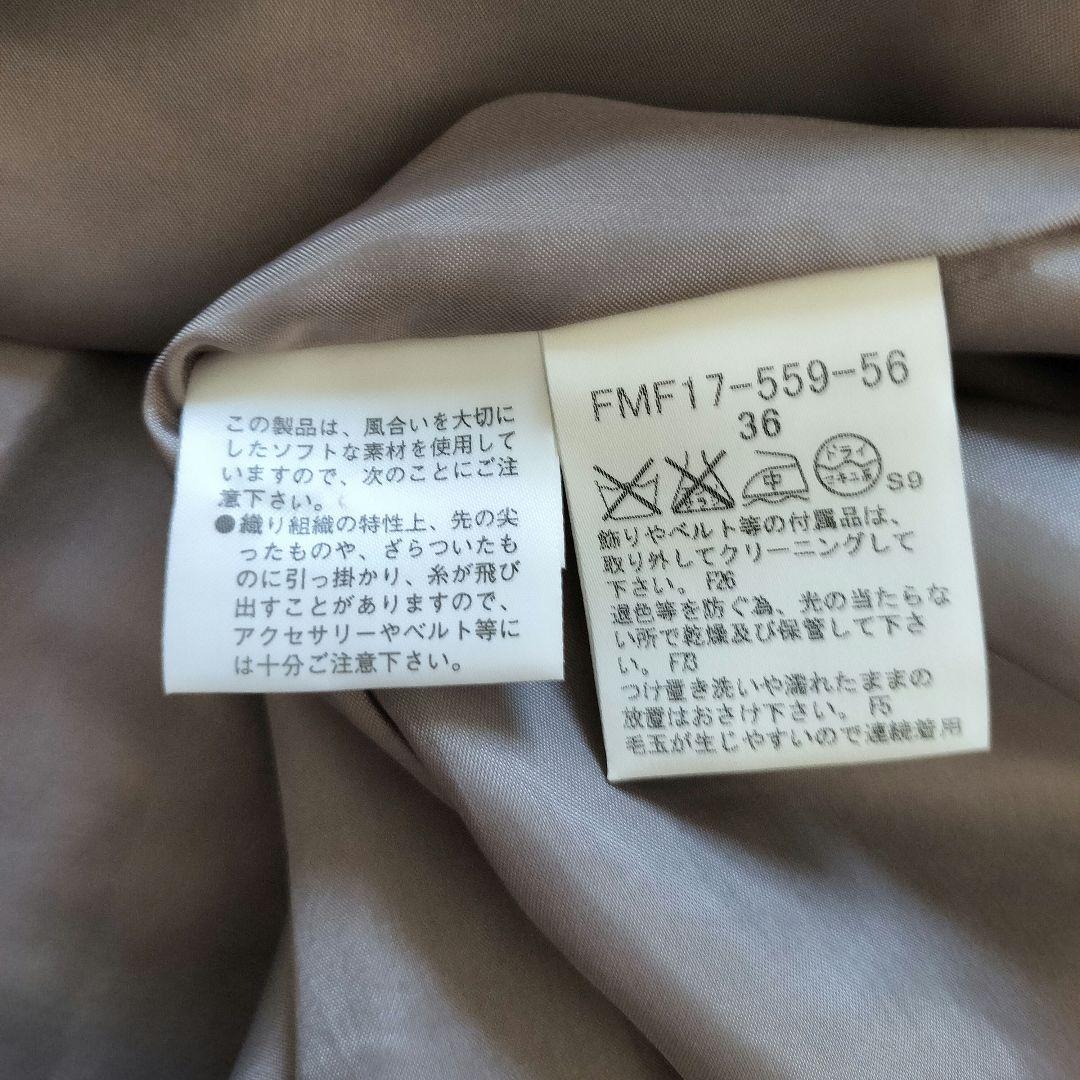 この製品は、風合いを大切に
したソフトな素材を使用して
いますので、次のことにご注
意下さい。
●織り組織の特性上、先の尖
ったものや、ざらついたも
のに引っ掛かり、糸が飛び
出すことがありますので、
アクセサリーやベルト等に
は十分ご注意下さい。
FMF17-559-56
36
中 ドライ セキユ系 S9
飾りやベルト等の付属品は、
取り外してクリーニングして
下さい。 F26
退色等を防ぐ為、光の当たらな
い所で乾燥及び保管して下さ
い。 F73
つけ置き洗いや濡れたままの
放置はおさけ下さい。 F5
毛玉が生じやすいので連続着用